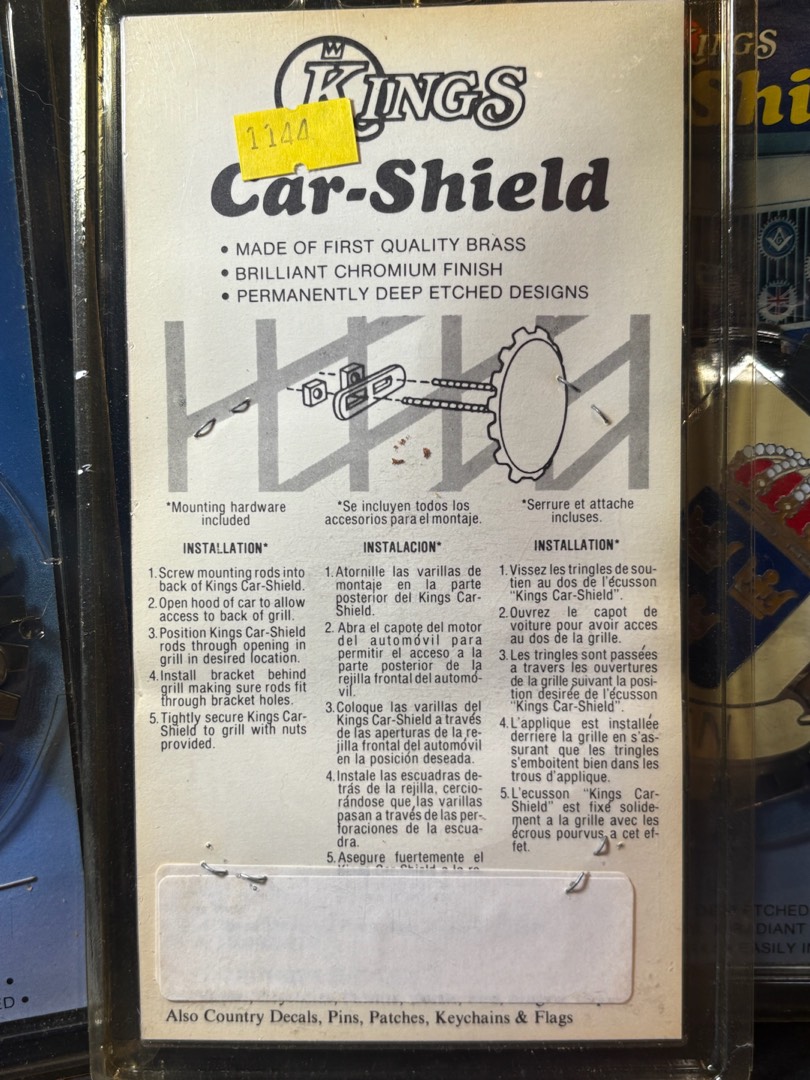 KINGS
1144
Car-Shield
• MADE OF FIRST QUALITY BRASS
• BRILLIANT CHROMIUM FINISH
• PERMANENTLY DEEP ETCHED DESIGNS
*Mounting hardware
included
INSTALLATION*
1. Screw mounting rods into
back of Kings Car-Shield.
2. Open hood of car to allow
access to back of grill.
3. Position Kings Car-Shield
rods through opening in
grill in desired location.
4. Install bracket behind
grill making sure rods fit
through bracket holes.
5. Tightly secure Kings Car-
Shield to grill with nuts
provided.
*Se incluyen todos los
accesorios para el montaje.
INSTALACION*
1. Atornille las varillas de
montaje en la parte
posterior del Kings Car-
Shield.
2. Abra el capote del motor
del automóvil para
permitir el acceso a la
parte posterior de la
rejilla frontal del automó-
vil.
3. Coloque las varillas del
Kings Car-Shield a través
de las aperturas de la re-
jilla frontal del automóvil
en la posición deseada.
4. Instale las escuadras de-
trás de la rejilla, cercio-
rándose que las varillas
pasan a través de las per-
foraciones de la escua-
dra.
5. Asegure fuertemente el
*Serrure et attache
incluses.
INSTALLATION*
1. Vissez les tringles de sou-
tien au dos de l'écusson
"Kings Car-Shield".
2. Ouvrez le capot de
voiture pour avoir acces
au dos de la grille.
3. Les tringles sont passées
a travers les ouvertures
de la grille suivant la posi-
tion desirée de l'écusson
"Kings Car-Shield".
4. L'applique est installée
derriere la grille en s'as-
surant que les tringles
s'emboitent bien dans les
trous d'applique.
5. L'ecusson "Kings Car-
Shield" est fixé solide-
ment a la grille avec les
écrous pourvus a cet ef-
fet.
Also Country Decals, Pins, Patches, Keychains & Flags
KINGS
Shi
ETCHED
ADIANT
EASILY I
ED •